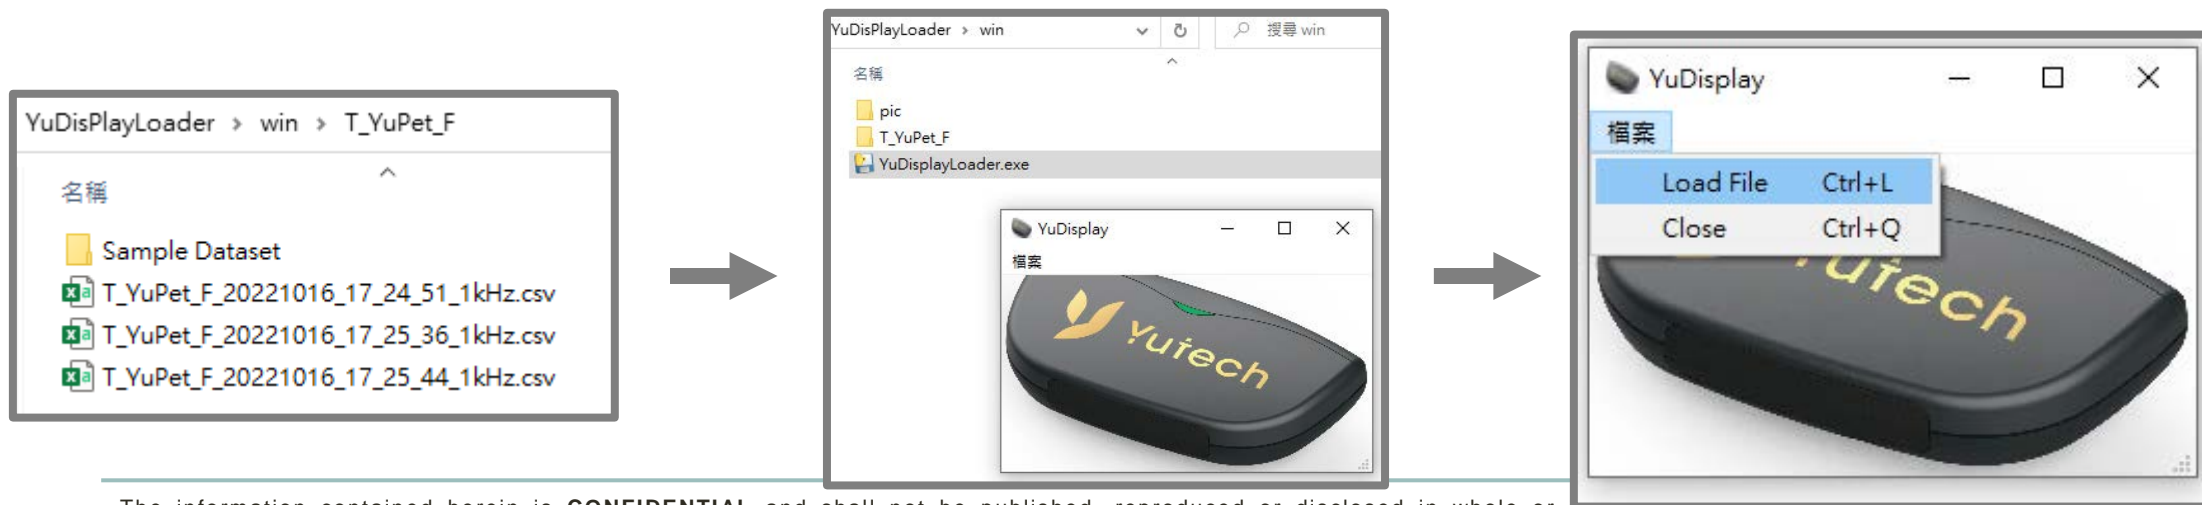 YuDisPlayLoader > win > T_YuPet_F
名稱
Sample Dataset
T_YuPet_F_20221016_17_24_51_1kHz.csv
T_YuPet_F_20221016_17_25_36_1kHz.csv
T_YuPet_F_20221016_17_25_44_1kHz.csv
YuDisPlayLoader > win
搜尋 win
名稱
pic
T_YuPet_F
YuDisplayLoader.exe
YuDisplay
檔案
Yutech
YuDisplay
檔案
Load File Ctrl+L
Close Ctrl+Q
Yutech
The information contained herein is CONFIDENTIAL and shall not be published, reproduced or disclosed in whole or